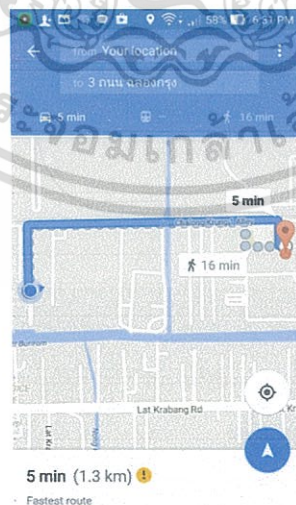 58% 6:31 PM
from Your location
to 3 ถนน ฉลองกรุง
5 min
16 min
5 min
16 min
Lat Krabang Rd
5 min (1.3 km)
Fastest route